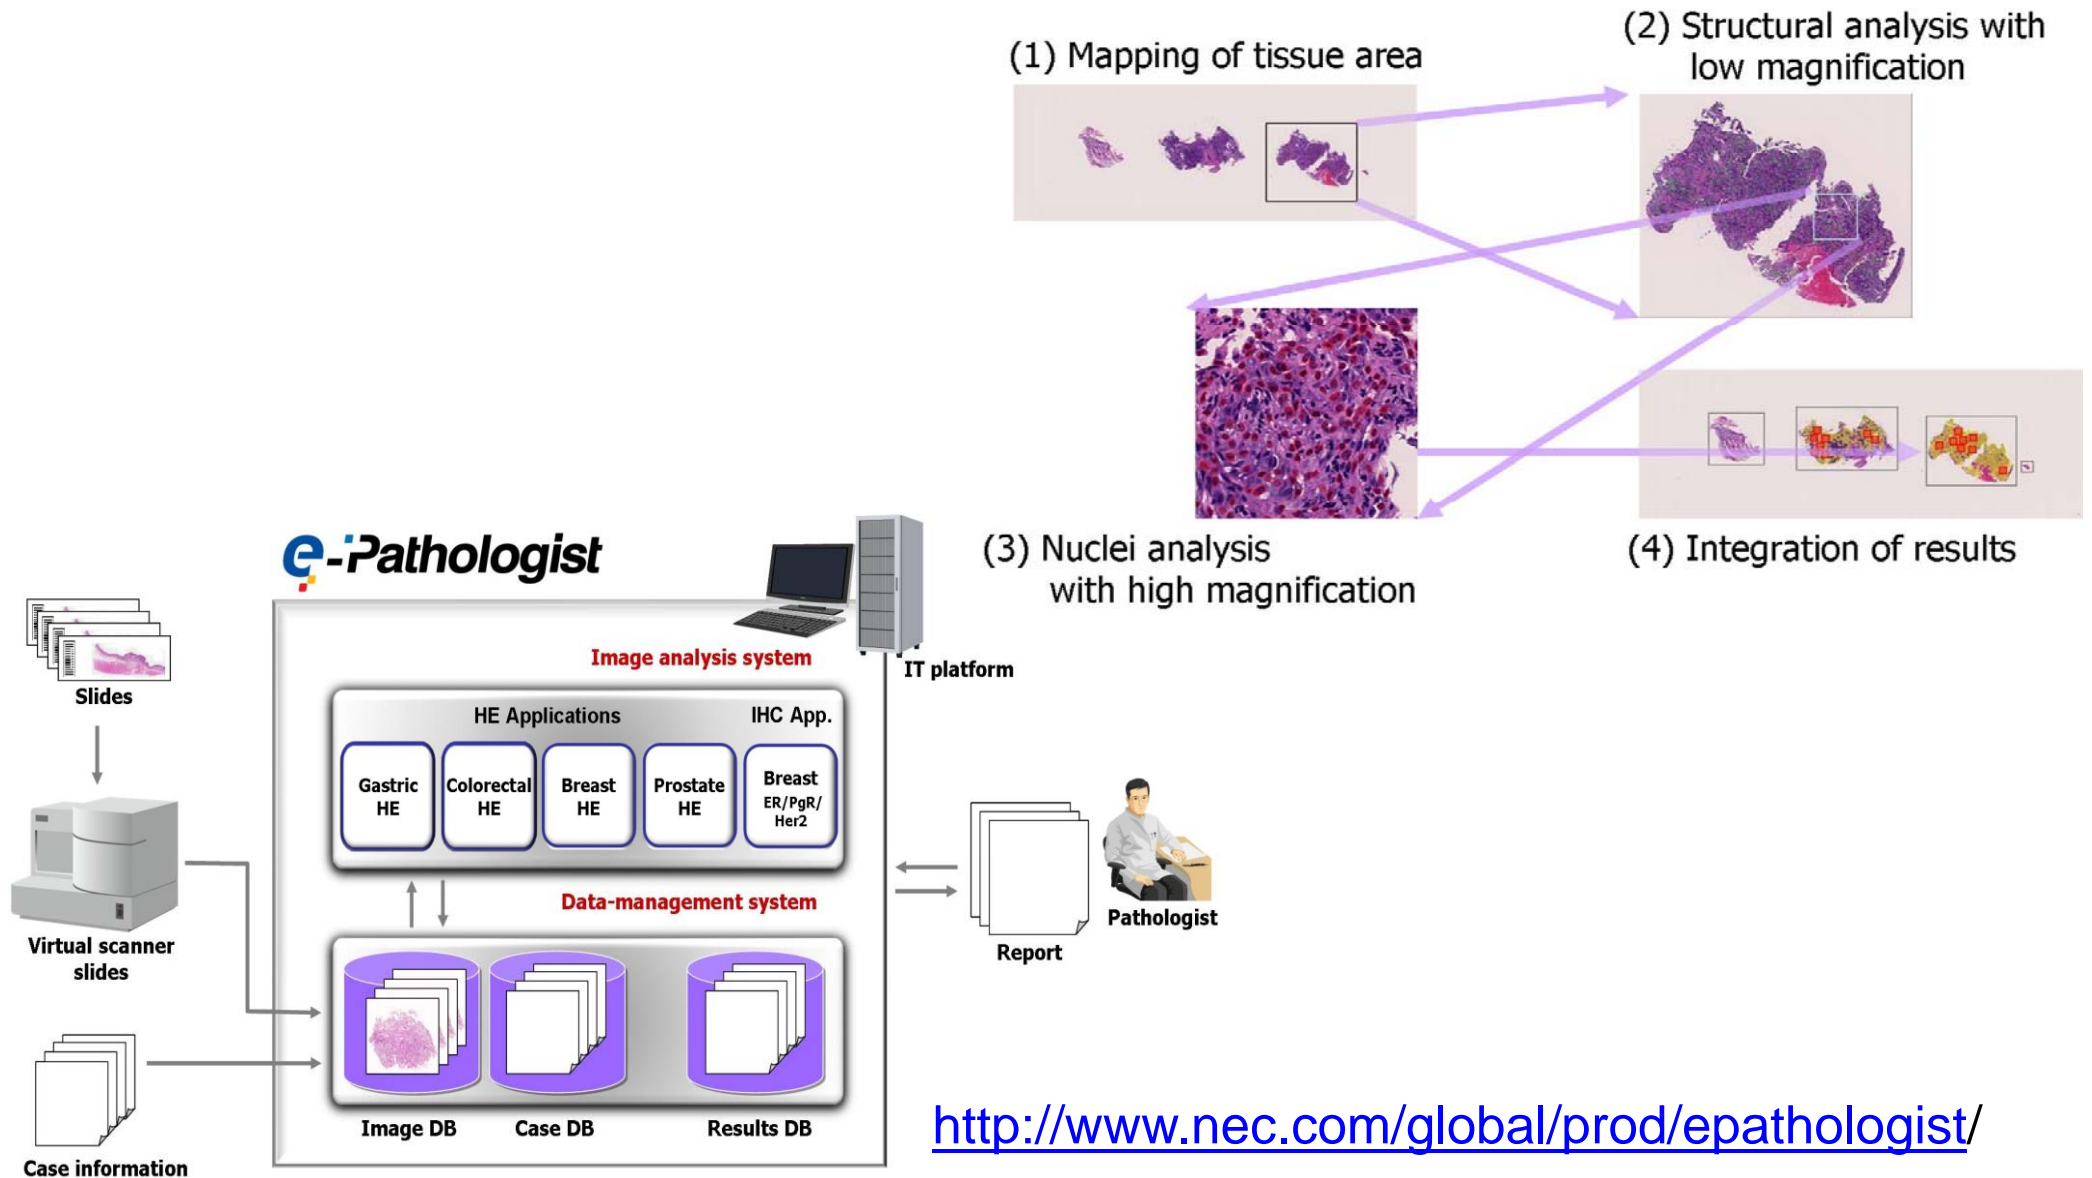 (1) Mapping of tissue area
(2) Structural analysis with
low magnification
(3) Nuclei analysis
with high magnification
(4) Integration of results
e-Pathologist
Image analysis system
IT platform
Slides
HE Applications
IHC App.
Gastric
HE
Colorectal
HE
Breast
HE
Prostate
HE
Breast
ER/PgR/
Her2
Data-management system
Virtual scanner
slides
Report
Pathologist
Image DB
Case DB
Results DB
Case information
http://www.nec.com/global/prod/epathologist/